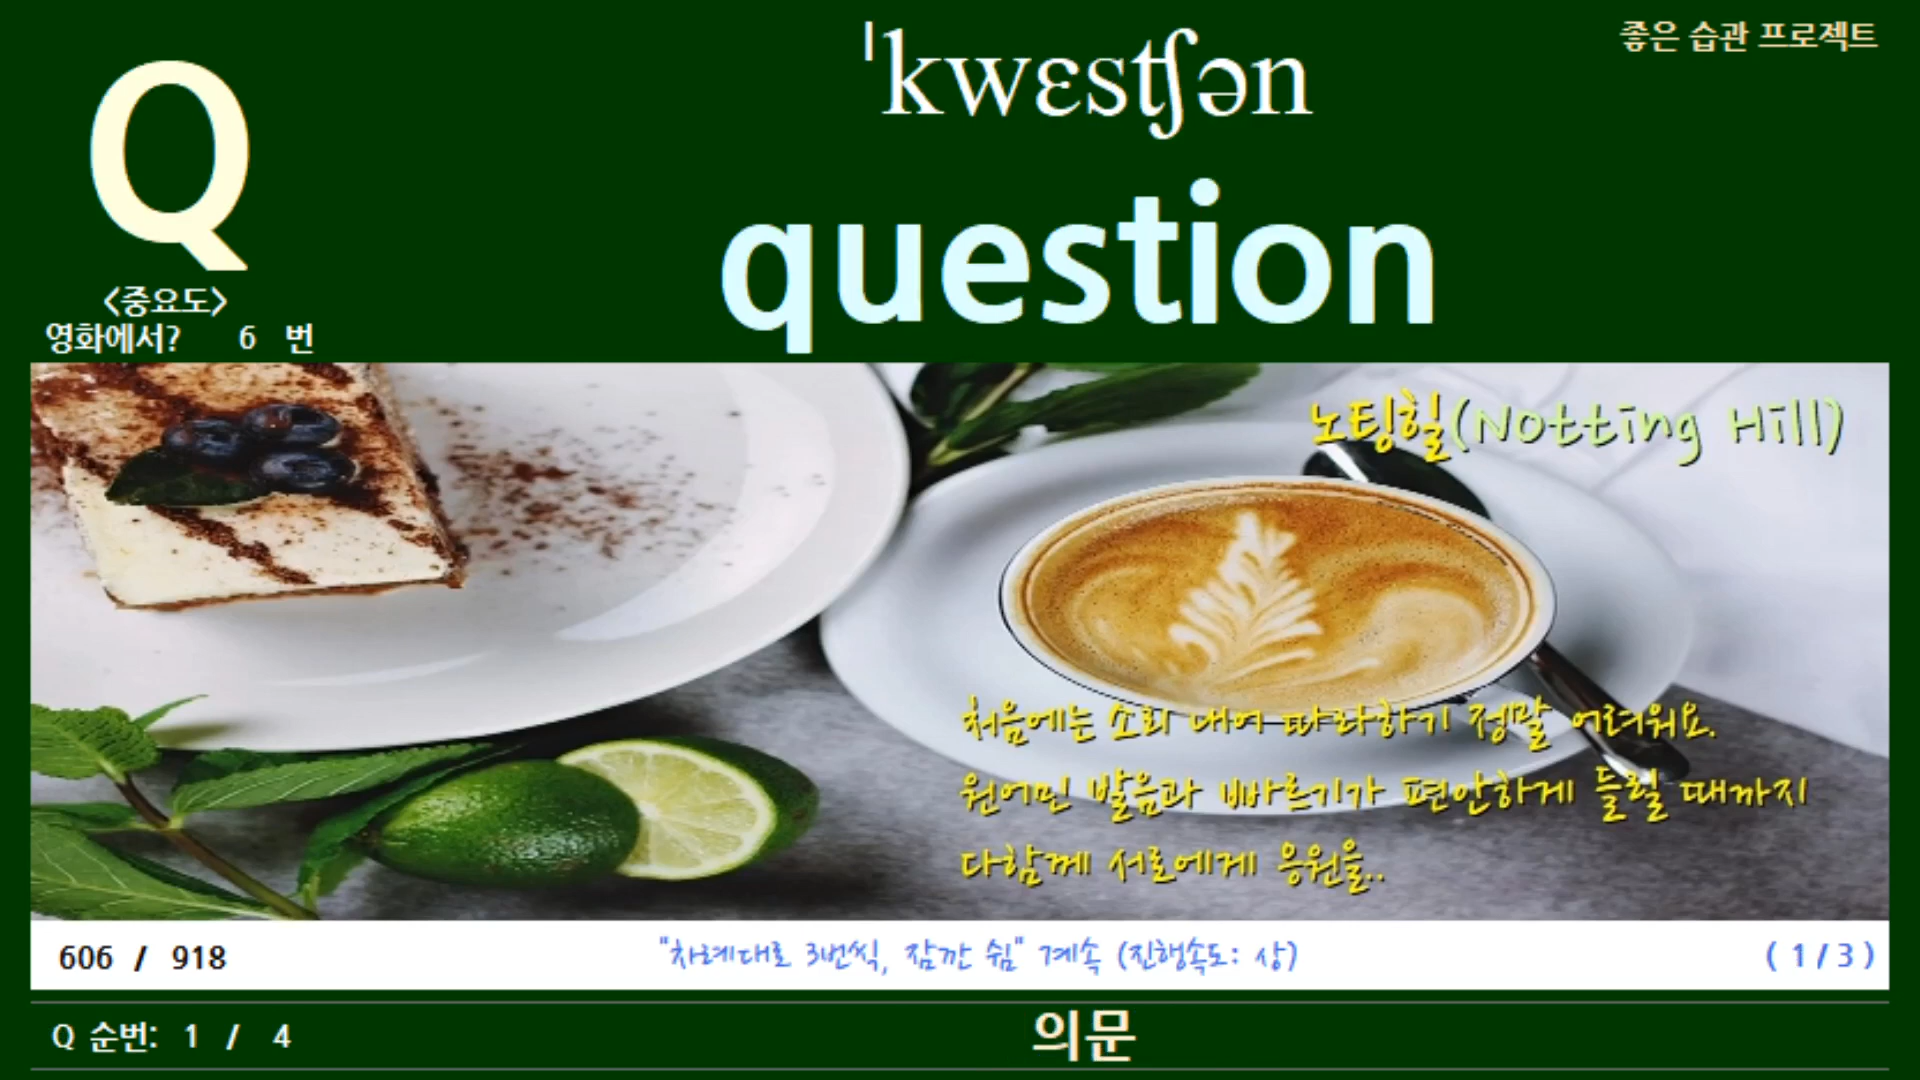 좋은 습관 프로젝트
ˈkwɛsʧən
Q
question
<중요도>
영화에서? 6 번
노팅힐(Notting Hill)
처음에는 소리 내어 따라하기 정말 어려워요.
원어민 발음과 빠르기가 편안하게 들릴 때까지
다함께 서로에게 응원을..
606 / 918
"차례대로 3번씩, 잠깐 쉼" 계속 (진행속도: 상)
( 1 / 3 )
Q 순번: 1 / 4
의문